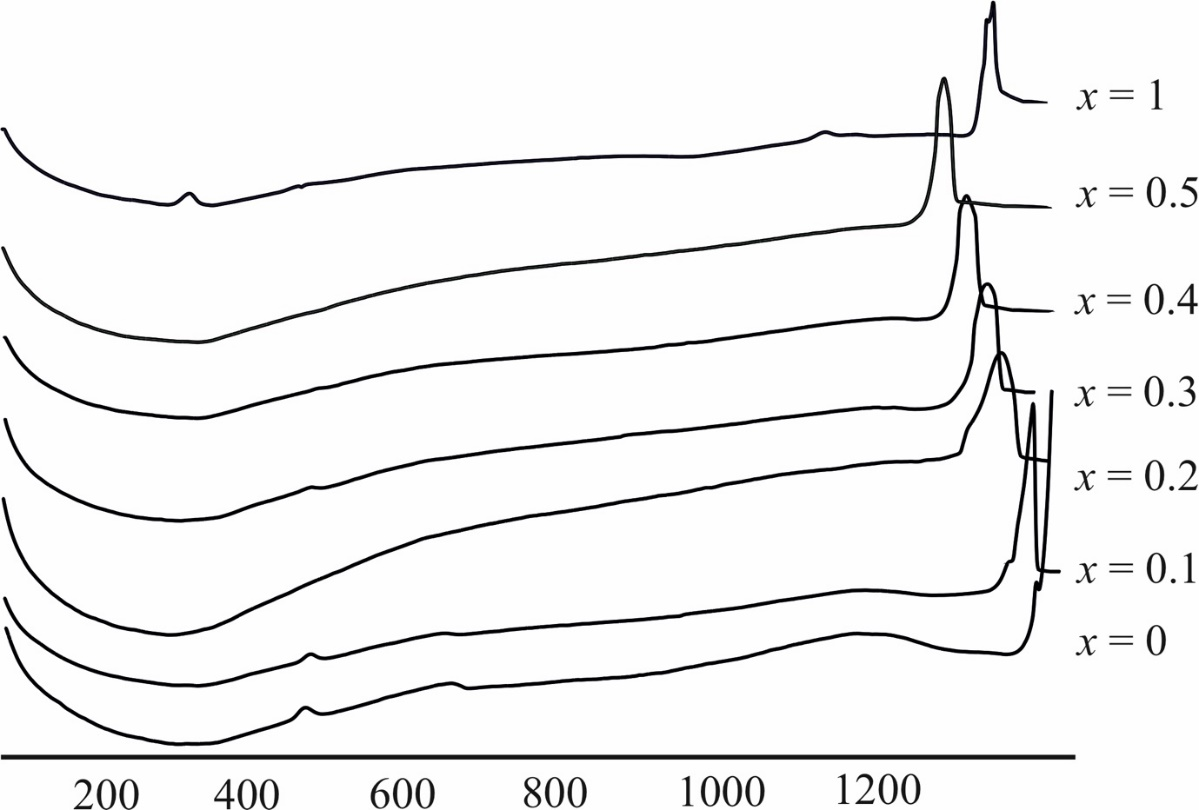 x = 1
x = 0.5
x = 0.4
x = 0.3
x = 0.2
x = 0.1
x = 0
200 400 600 800 1000 1200